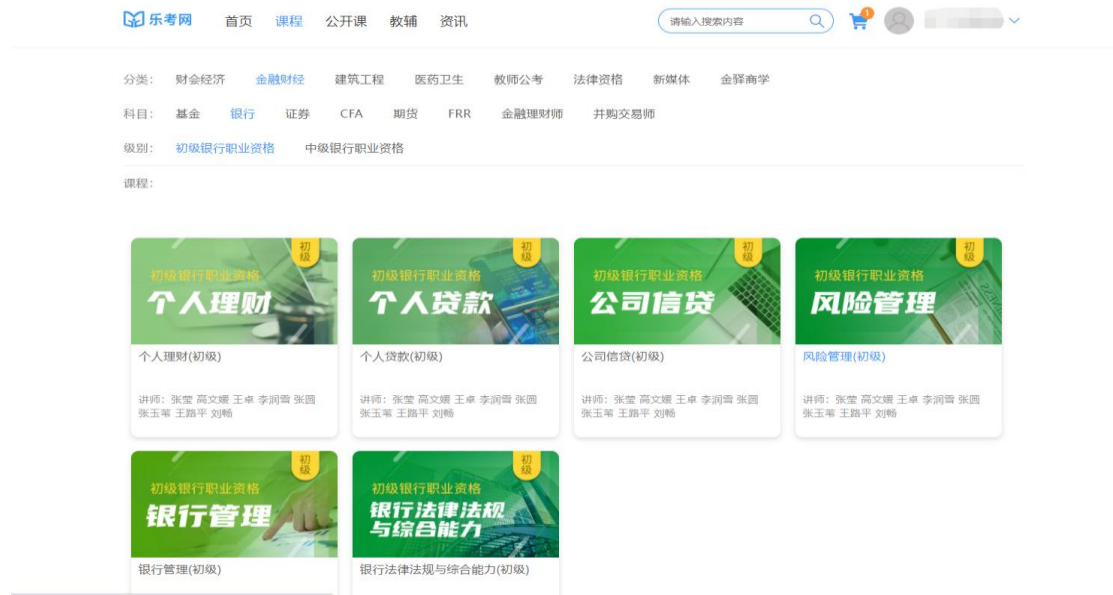 乐考网 首页 课程 公开课 教辅 资讯 请输入搜索内容 1
分类： 财会经济 金融财经 建筑工程 医药卫生 教师公考 法律资格 新媒体 金驿商学
科目： 基金 银行 证券 CFA 期货 FRR 金融理财师 并购交易师
级别： 初级银行职业资格 中级银行职业资格
课程：
初级
初级银行职业资格
个人理财
个人理财(初级)
讲师：张莹 高文媛 王卓 李润雪 张圆
张玉苇 王路平 刘畅
初级
初级银行职业资格
个人贷款
个人贷款(初级)
讲师：张莹 高文媛 王卓 李润雪 张圆
张玉苇 王路平 刘畅
初级
初级银行职业资格
公司信贷
公司信贷(初级)
讲师：张莹 高文媛 王卓 李润雪 张圆
张玉苇 王路平 刘畅
初级
初级银行职业资格
风险管理
风险管理(初级)
讲师：张莹 高文媛 王卓 李润雪 张圆
张玉苇 王路平 刘畅
初级
初级银行职业资格
银行管理
银行管理(初级)
初级
初级银行职业资格
银行法律法规
与综合能力
银行法律法规与综合能力(初级)